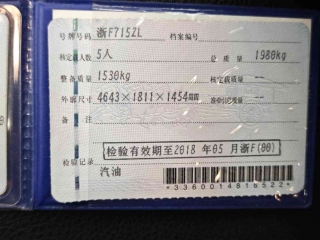 号牌号码 浙F715ZL 档案编号
核定载人数 5人 总质量 1980kg
整备质量 1530kg 核定载质量 --
外廓尺寸 4643×1811×1454mm 准牵引总质量 --
备注
检验有效期至2018年05月浙F(00)
检验记录
汽油
*3360014816522*